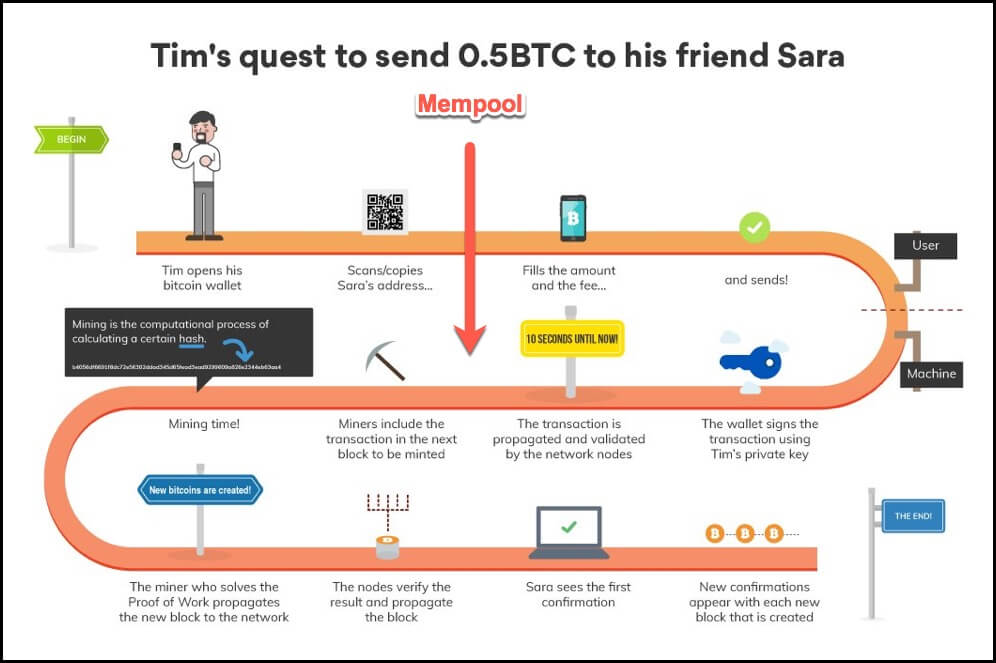 Tim's quest to send 0.5BTC to his friend Sara
Mempool
BEGIN
Tim opens his
bitcoin wallet
Scans/copies
Sara's address...
Fills the amount
and the fee...
and sends!
User
Machine
The wallet signs the
transaction using
Tim's private key
10 SECONDS UNTIL NOW!
The transaction is
propagated and validated
by the network nodes
Miners include the
transaction in the next
block to be minted
Mining is the computational process of
calculating a certain hash.
Mining time!
New bitcoins are created!
The miner who solves the
Proof of Work propagates
the new block to the network
The nodes verify the
result and propagate
the block
Sara sees the first
confirmation
New confirmations
appear with each new
block that is created
THE END!